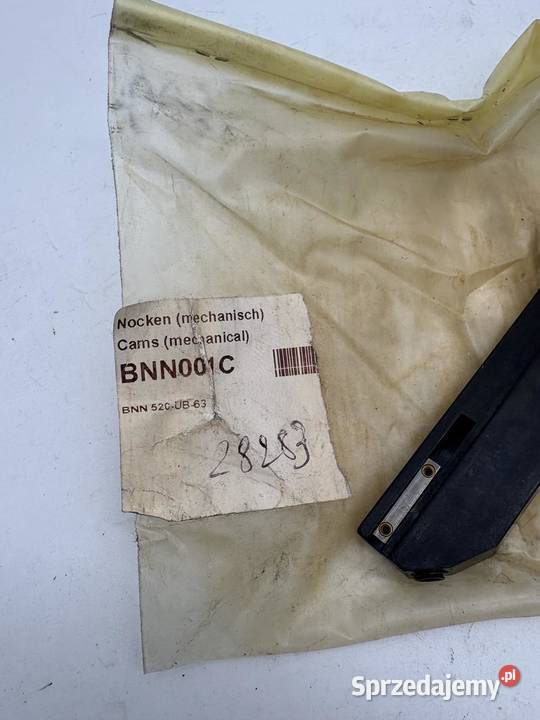 Nocken (mechanisch)
Cams (mechanical)
BNN001C
BNN 520-UB-63
28283
Sprzedajemy.pl